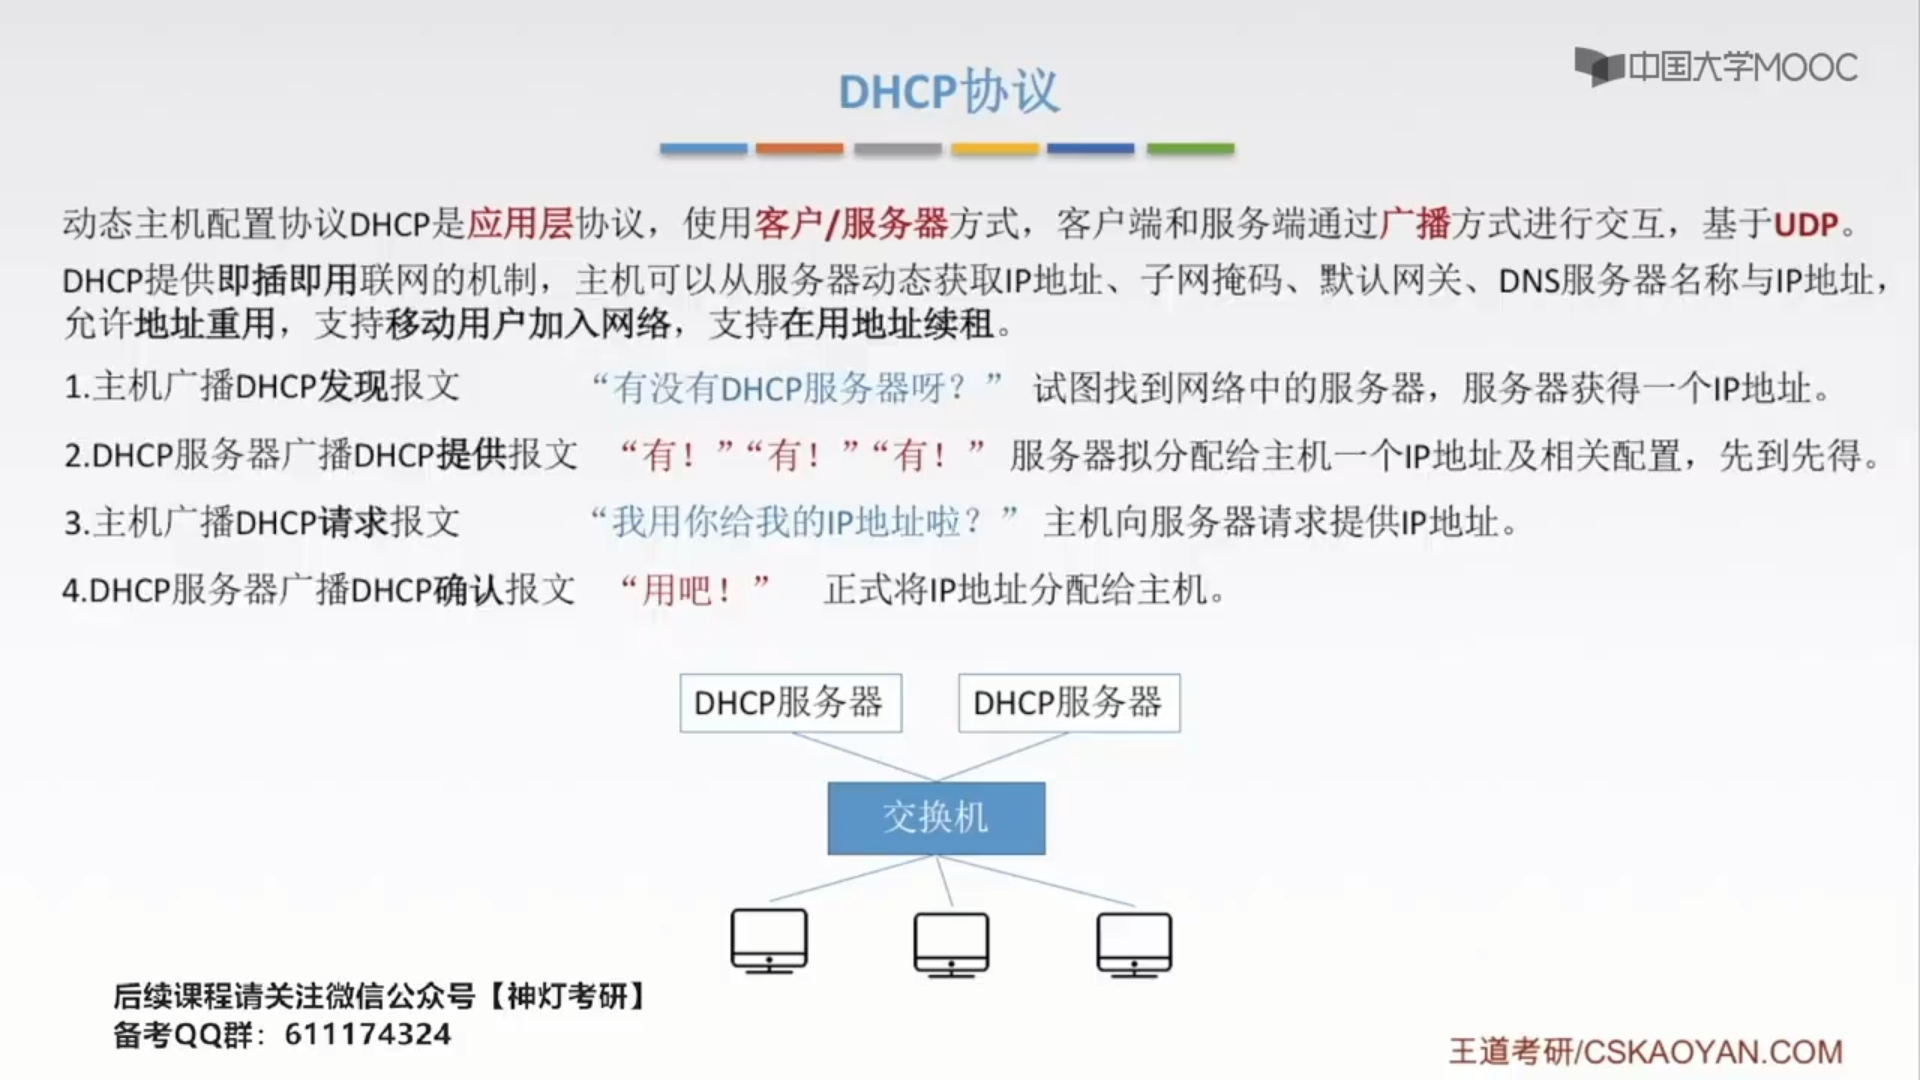 中国大学MOOC
DHCP协议
动态主机配置协议DHCP是应用层协议，使用客户/服务器方式，客户端和服务端通过广播方式进行交互，基于UDP。
DHCP提供即插即用联网的机制，主机可以从服务器动态获取IP地址、子网掩码、默认网关、DNS服务器名称与IP地址，
允许地址重用，支持移动用户加入网络，支持在用地址续租。
1.主机广播DHCP发现报文 “有没有DHCP服务器呀？” 试图找到网络中的服务器，服务器获得一个IP地址。
2.DHCP服务器广播DHCP提供报文 “有！”“有！”“有！” 服务器拟分配给主机一个IP地址及相关配置，先到先得。
3.主机广播DHCP请求报文 “我用你给我的IP地址啦？” 主机向服务器请求提供IP地址。
4.DHCP服务器广播DHCP确认报文 “用吧！” 正式将IP地址分配给主机。
DHCP服务器 DHCP服务器
交换机
后续课程请关注微信公众号【神灯考研】
备考QQ群：611174324
王道考研/CSKAOYAN.COM